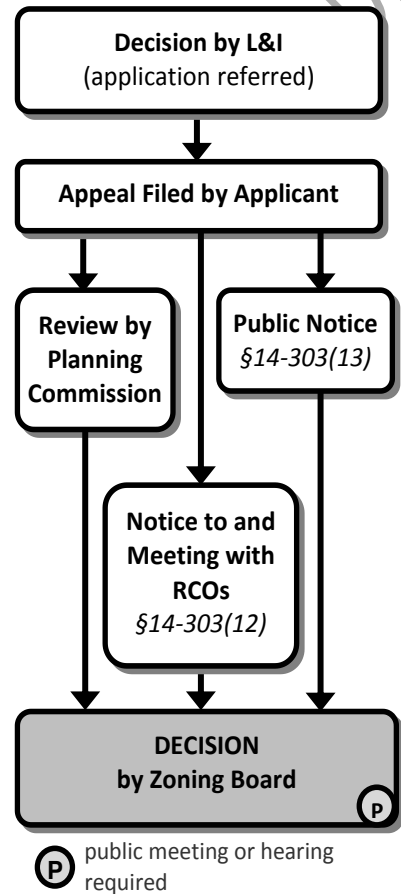 Decision by L&I
(application referred)
Appeal Filed by Applicant
Review by
Planning
Commission
Public Notice
§14-303(13)
Notice to and
Meeting with
RCOs
§14-303(12)
DECISION
by Zoning Board
P
P
public meeting or hearing
required